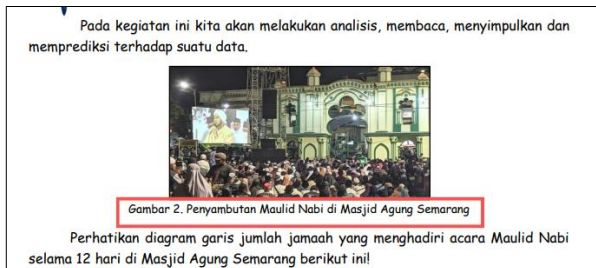 Pada kegiatan ini kita akan melakukan analisis, membaca, menyimpulkan dan
memprediksi terhadap suatu data.
Gambar 2. Penyambutan Maulid Nabi di Masjid Agung Semarang
Perhatikan diagram garis jumlah jamaah yang menghadiri acara Maulid Nabi
selama 12 hari di Masjid Agung Semarang berikut ini!